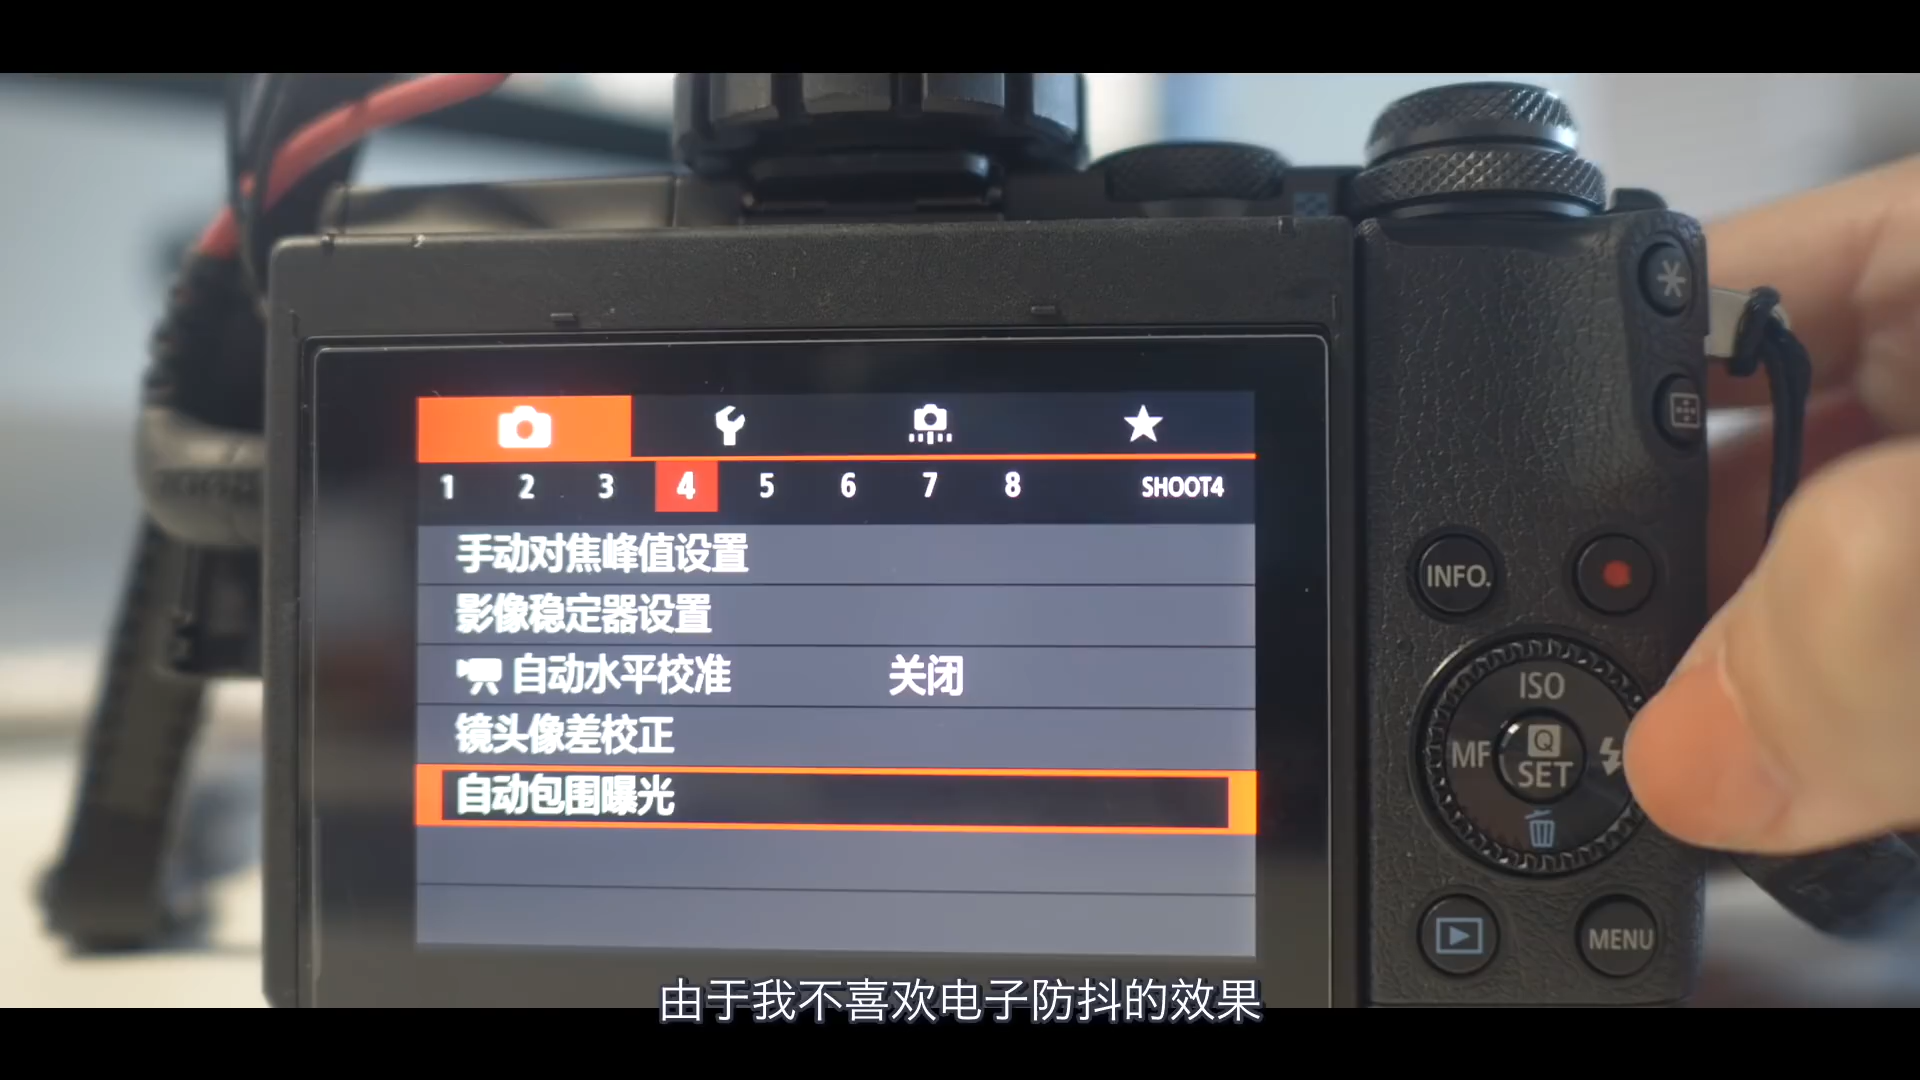 1 2 3 4 5 6 7 8 SHOOT4
手动对焦峰值设置
影像稳定器设置
自动水平校准 关闭
镜头像差校正
自动包围曝光
INFO.
ISO
MF
Q
SET
MENU
由于我不喜欢电子防抖的效果